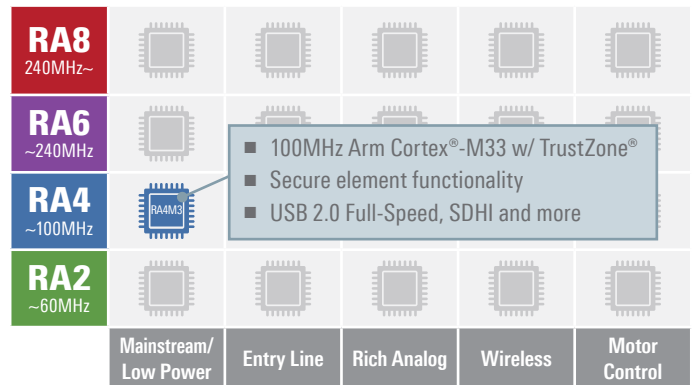 RA8
240MHz~
RA6
~240MHz
■ 100MHz Arm Cortex®-M33 w/ TrustZone®
■ Secure element functionality
■ USB 2.0 Full-Speed, SDHI and more
RA4
~100MHz
RA4M3
RA2
~60MHz
Mainstream/
Low Power
Entry Line
Rich Analog
Wireless
Motor
Control